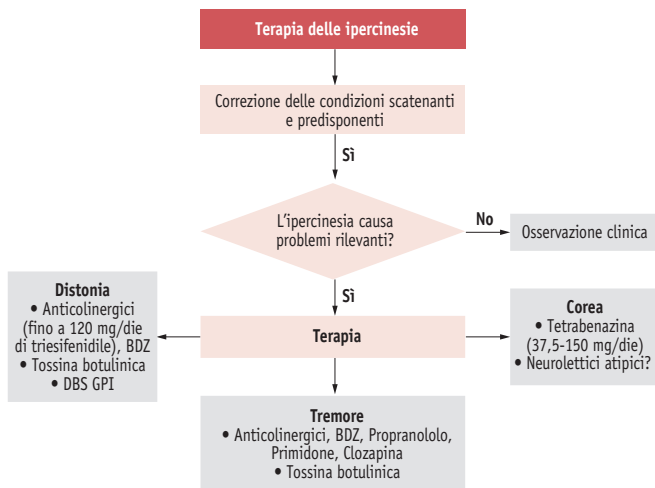 Terapia delle ipercinesie
Correzione delle condizioni scatenanti
e predisponenti
Sì
L'ipercinesia causa
problemi rilevanti?
No
Osservazione clinica
Sì
Distonia
• Anticolinergici
(fino a 120 mg/die
di triesifenidile), BDZ
• Tossina botulinica
• DBS GPI
Terapia
Corea
• Tetrabenazina
(37,5-150 mg/die)
• Neurolettici atipici?
Tremore
• Anticolinergici, BDZ, Propranololo,
Primidone, Clozapina
• Tossina botulinica